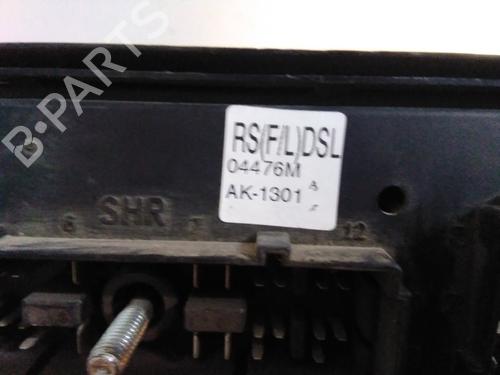 RS(F/L)DSL
04476M
AK-1301 A
6 SHR 7 12
B-PARTS